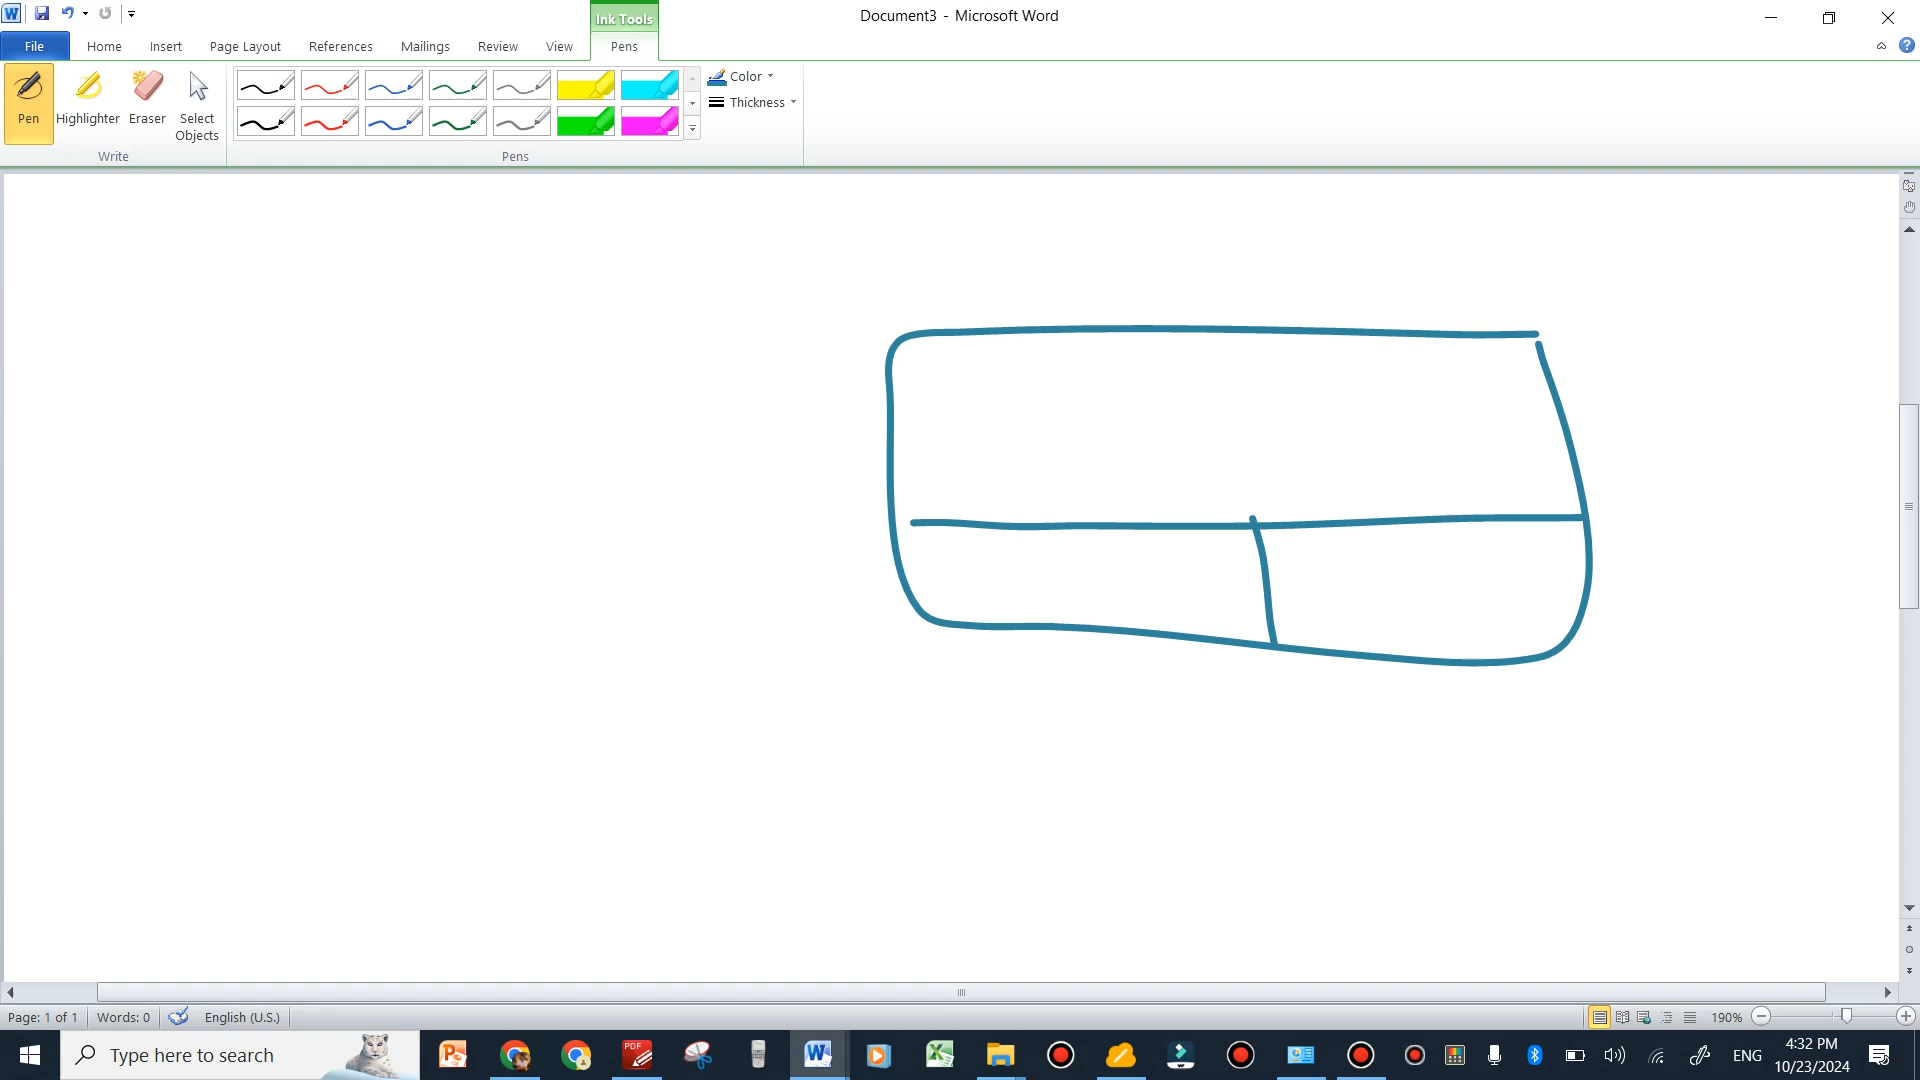 Document3 - Microsoft Word
Ink Tools
File Home Insert Page Layout References Mailings Review View Pens
Pen Highlighter Eraser Select Objects
Color
Thickness
Write Pens
Page: 1 of 1 Words: 0 English (U.S.) 190%
Type here to search
PDF
ENG
4:32 PM
10/23/2024